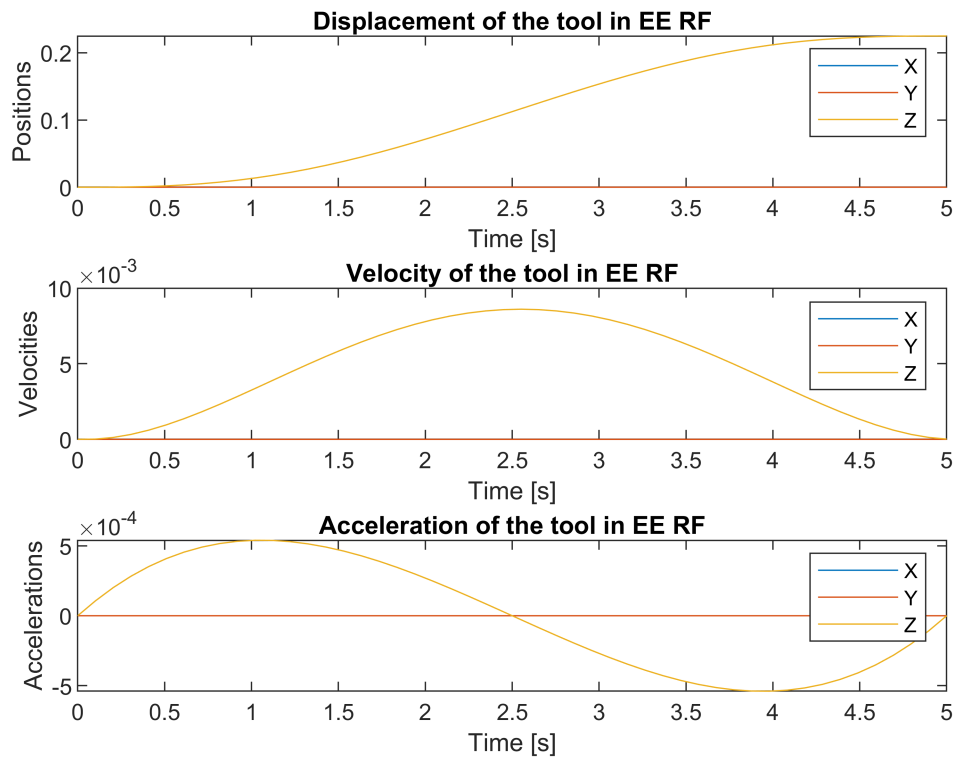 Displacement of the tool in EE RF
Positions
0.2
0.1
0
X
Y
Z
0 0.5 1 1.5 2 2.5 3 3.5 4 4.5 5
Time [s]
×10-3
Velocity of the tool in EE RF
Velocities
10
5
0
X
Y
Z
0 0.5 1 1.5 2 2.5 3 3.5 4 4.5 5
Time [s]
×10-4
Acceleration of the tool in EE RF
Accelerations
5
0
-5
X
Y
Z
0 0.5 1 1.5 2 2.5 3 3.5 4 4.5 5
Time [s]